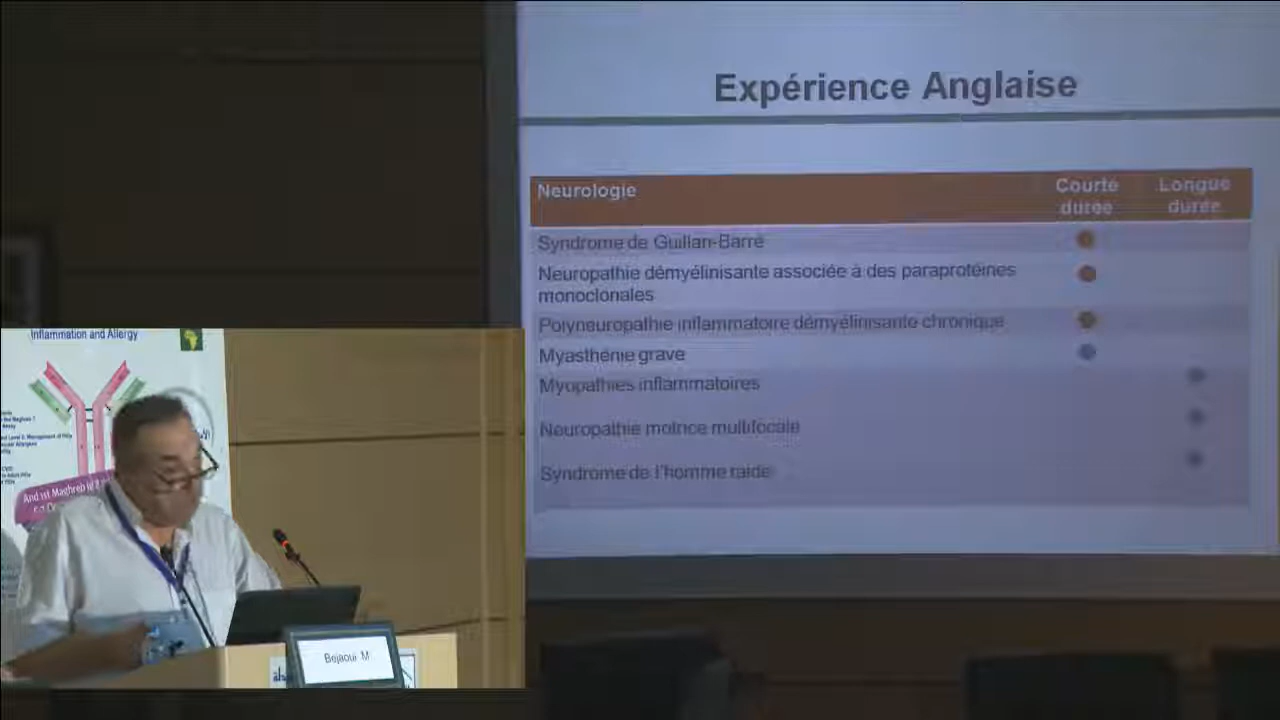 Expérience Anglaise
Neurologie
Courte
durée
Longue
durée
Syndrome de Guillan-Barré
Neuropathie démyélinisante associée à des paraprotéines
monoclonales
Polyneuropathie inflammatoire démyélinisante chronique
Myasthénie grave
Myopathies inflammatoires
Neuropathie motrice multifocale
Syndrome de l'homme raide
Inflammation and Allergy
Bejaoui M